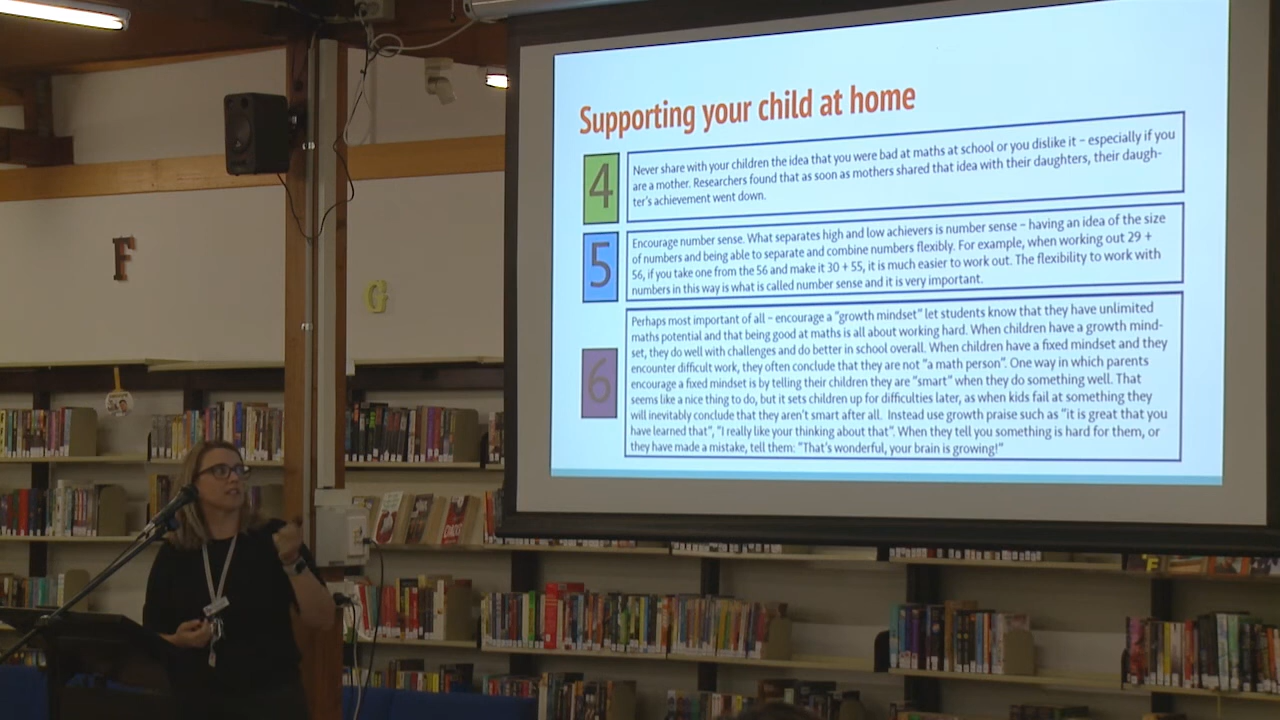 Supporting your child at home
4
Never share with your children the idea that you were bad at maths at school or you dislike it – especially if you
are a mother. Researchers found that as soon as mothers shared that idea with their daughters, their daugh-
ter's achievement went down.
5
Encourage number sense. What separates high and low achievers is number sense – having an idea of the size
of numbers and being able to separate and combine numbers flexibly. For example, when working out 29 +
56, if you take one from the 56 and make it 30 + 55, it is much easier to work out. The flexibility to work with
numbers in this way is what is called number sense and it is very important.
6
Perhaps most important of all – encourage a "growth mindset" let students know that they have unlimited
maths potential and that being good at maths is all about working hard. When children have a growth mind-
set, they do well with challenges and do better in school overall. When children have a fixed mindset and they
encounter difficult work, they often conclude that they are not "a math person". One way in which parents
encourage a fixed mindset is by telling their children they are "smart" when they do something well. That
seems like a nice thing to do, but it sets children up for difficulties later, as when kids fail at something they
will inevitably conclude that they aren't smart after all. Instead use growth praise such as "it is great that you
have learned that", "I really like your thinking about that". When they tell you something is hard for them, or
they have made a mistake, tell them: "That's wonderful, your brain is growing!"
F
G
F